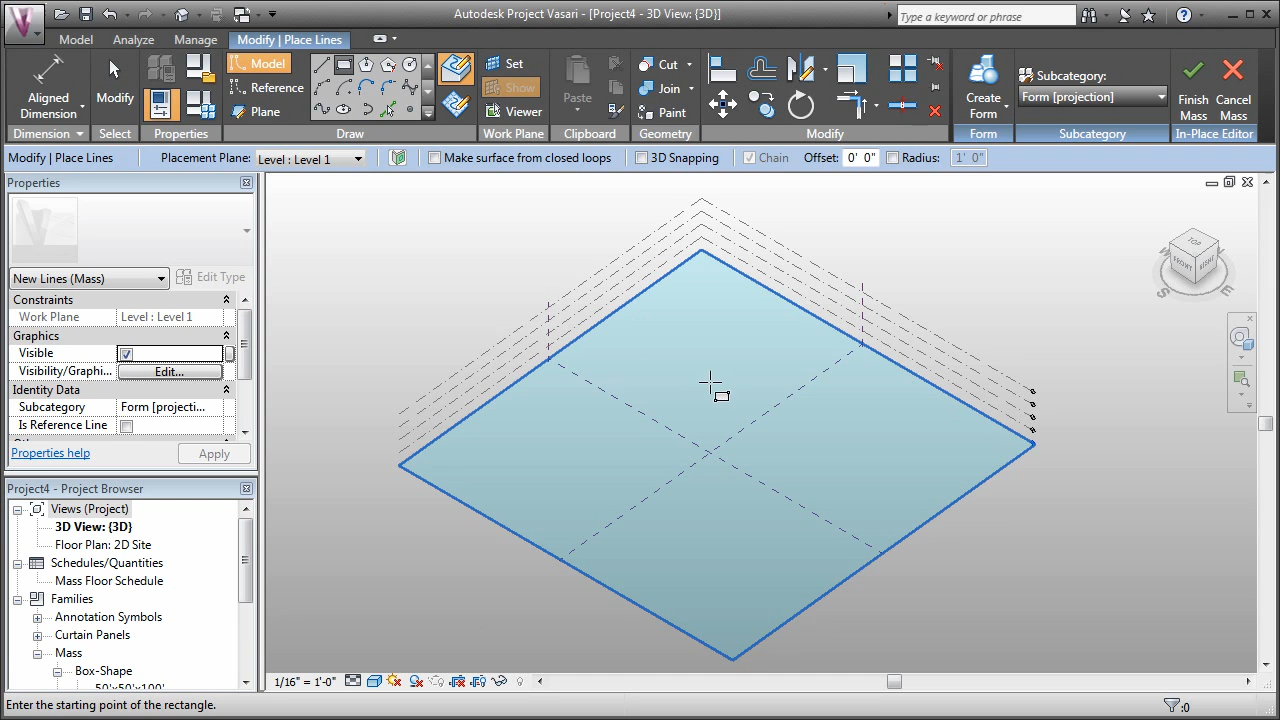 Autodesk Project Vasari - [Project4 - 3D View: {3D}]
Type a keyword or phrase
Model Analyze Manage Modify | Place Lines
Aligned Dimension
Modify
Model
Reference
Plane
Set
Show
Viewer
Paste
Cut
Join
Paint
Create Form
Subcategory:
Form [projection]
Finish Mass
Cancel Mass
Dimension Select Properties Draw Work Plane Clipboard Geometry Modify Form Subcategory In-Place Editor
Modify | Place Lines Placement Plane: Level : Level 1 Make surface from closed loops 3D Snapping Chain Offset: 0' 0" Radius: 1' 0"
Properties
New Lines (Mass) Edit Type
Constraints
Work Plane Level : Level 1
Graphics
Visible
Visibility/Graphi... Edit...
Identity Data
Subcategory Form [projecti...
Is Reference Line
Properties help Apply
Project4 - Project Browser
Views (Project)
3D View: {3D}
Floor Plan: 2D Site
Schedules/Quantities
Mass Floor Schedule
Families
Annotation Symbols
Curtain Panels
Mass
Box-Shape
50'x50'x100'
TOP
FRONT
RIGHT
S
E
1/16" = 1'-0"
Enter the starting point of the rectangle.
:0